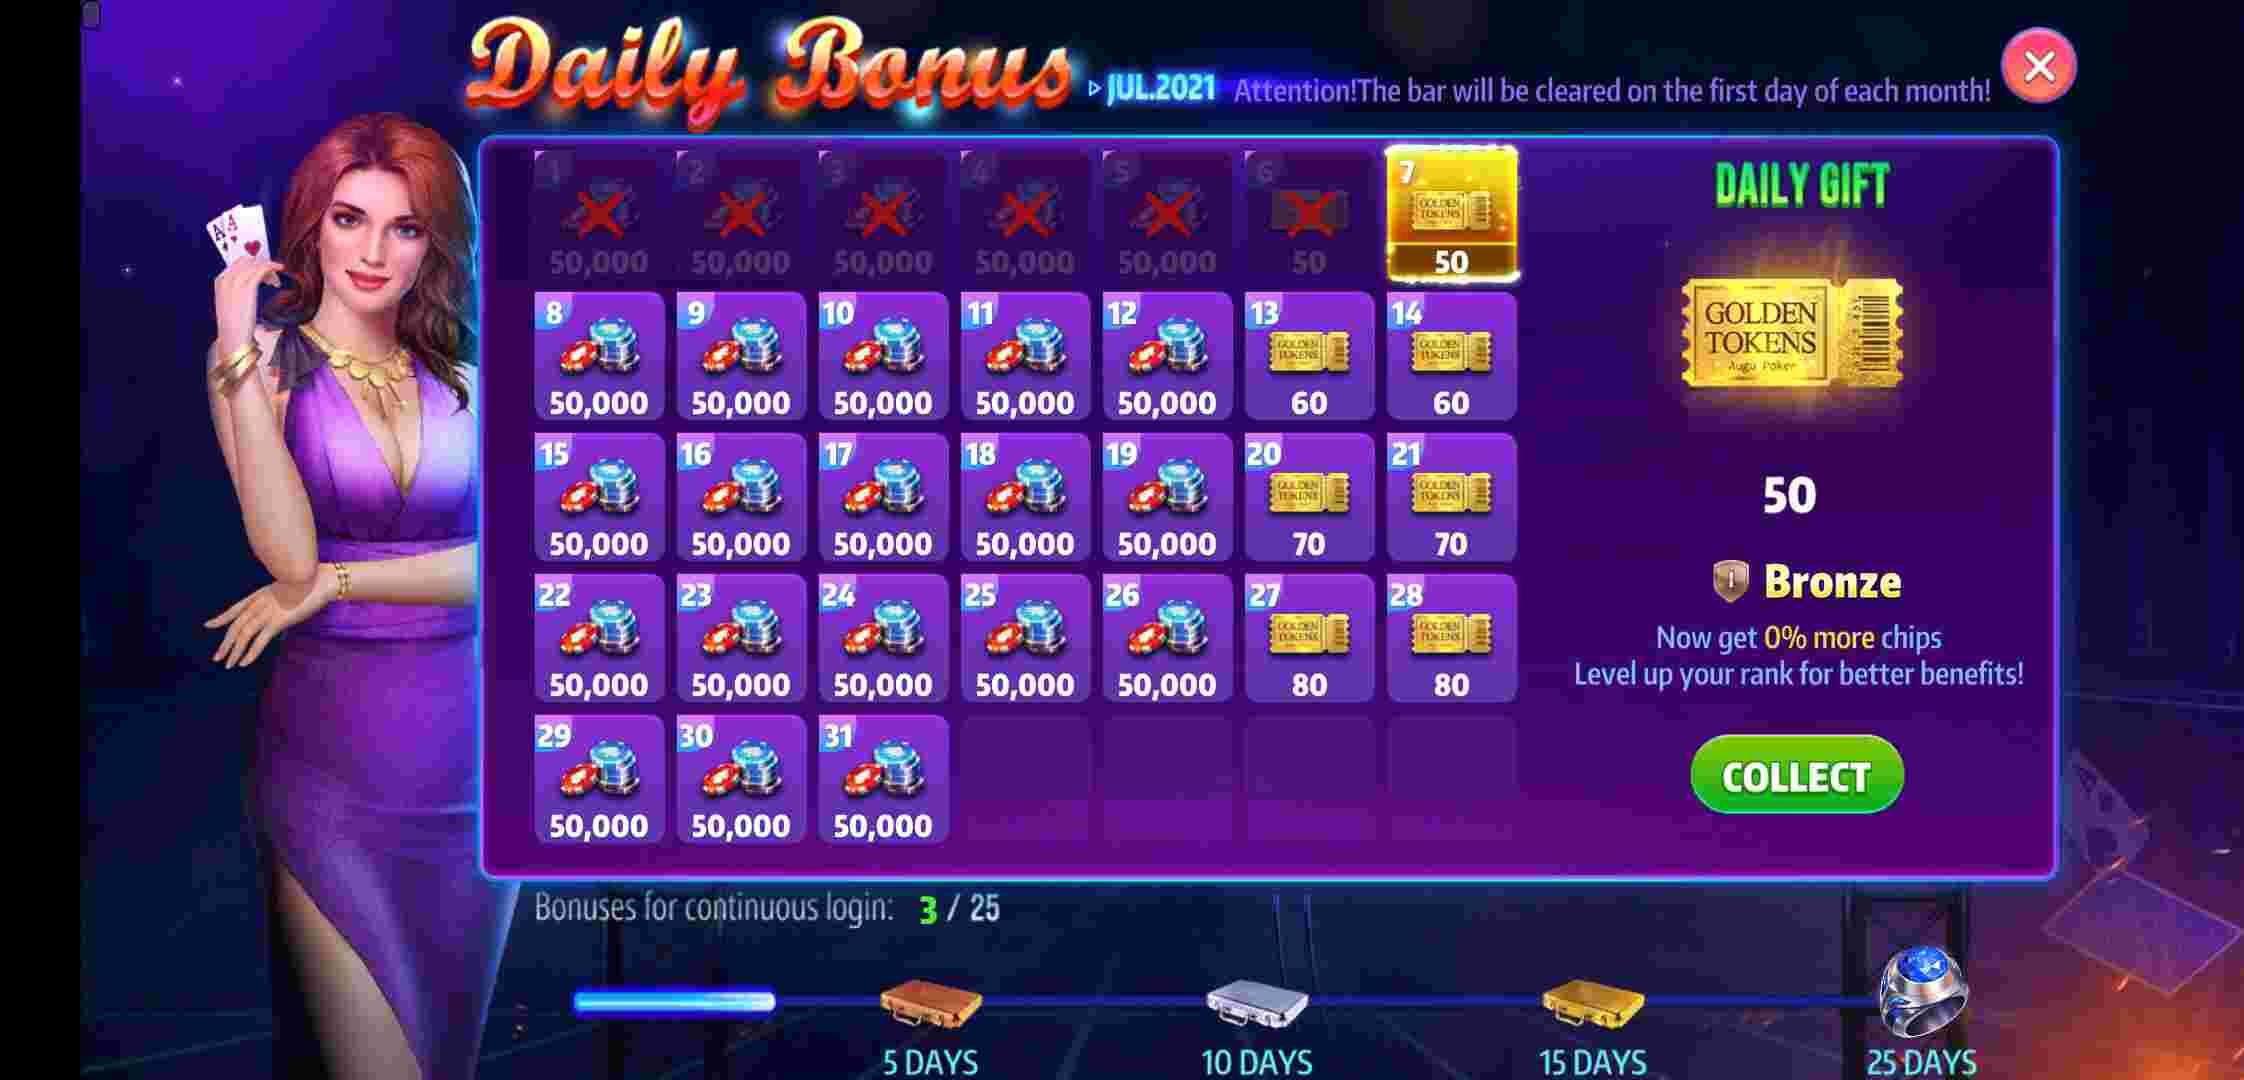 Daily Bonus
JUL.2021
Attention!The bar will be cleared on the first day of each month!
1 2 3 4 5 6 7
50,000 50,000 50,000 50,000 50,000 50 50
8 9 10 11 12 13 14
50,000 50,000 50,000 50,000 50,000 60 60
15 16 17 18 19 20 21
50,000 50,000 50,000 50,000 50,000 70 70
22 23 24 25 26 27 28
50,000 50,000 50,000 50,000 50,000 80 80
29 30 31
50,000 50,000 50,000
DAILY GIFT
GOLDEN
TOKENS
Augu Poker
50
Bronze
Now get 0% more chips
Level up your rank for better benefits!
COLLECT
Bonuses for continuous login: 3 / 25
5 DAYS
10 DAYS
15 DAYS
25 DAYS